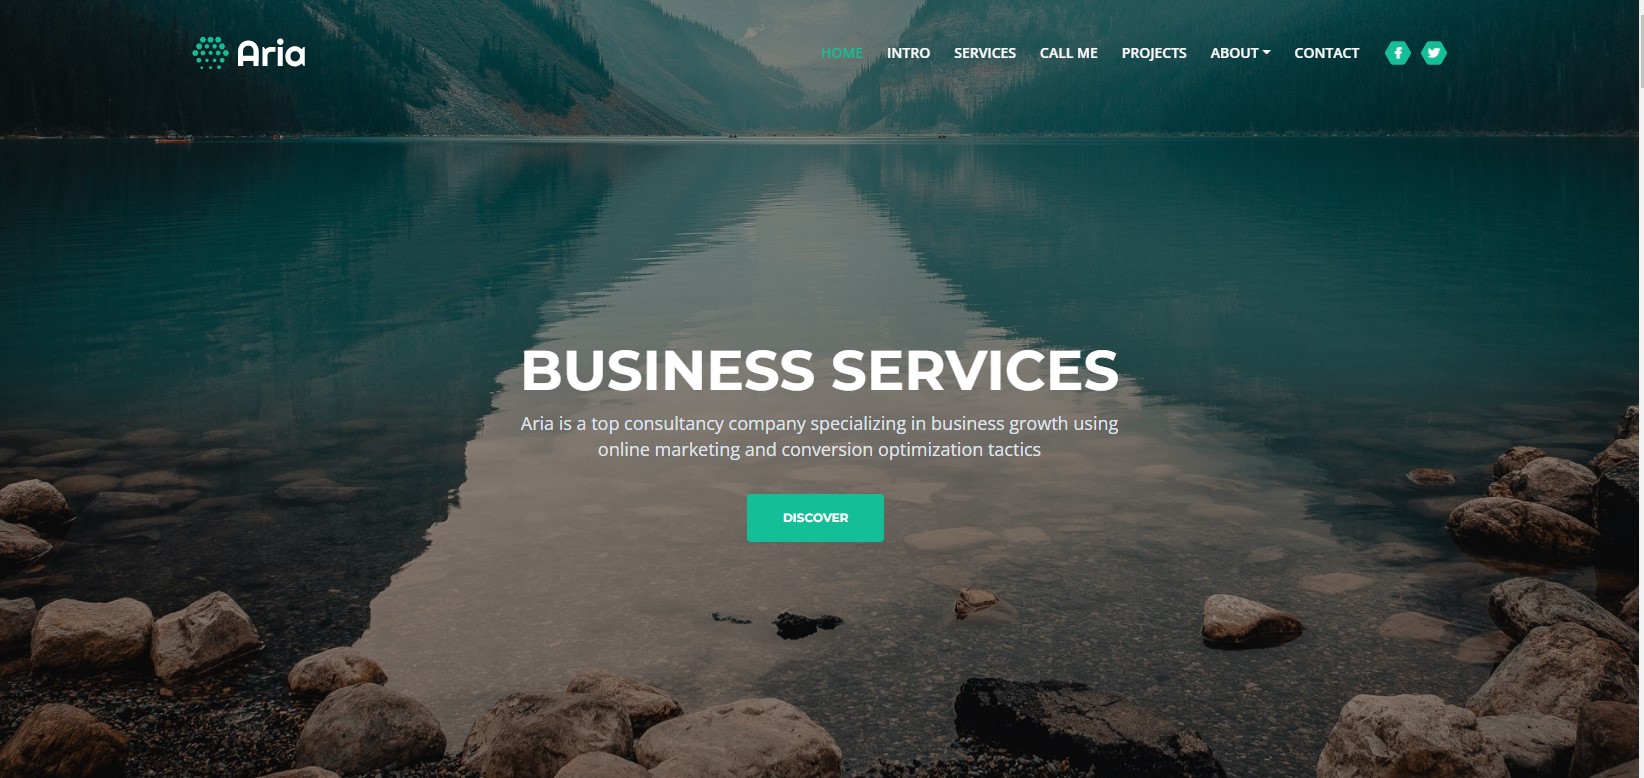 Aria
HOME INTRO SERVICES CALL ME PROJECTS ABOUT CONTACT
BUSINESS SERVICES
Aria is a top consultancy company specializing in business growth using
online marketing and conversion optimization tactics
DISCOVER